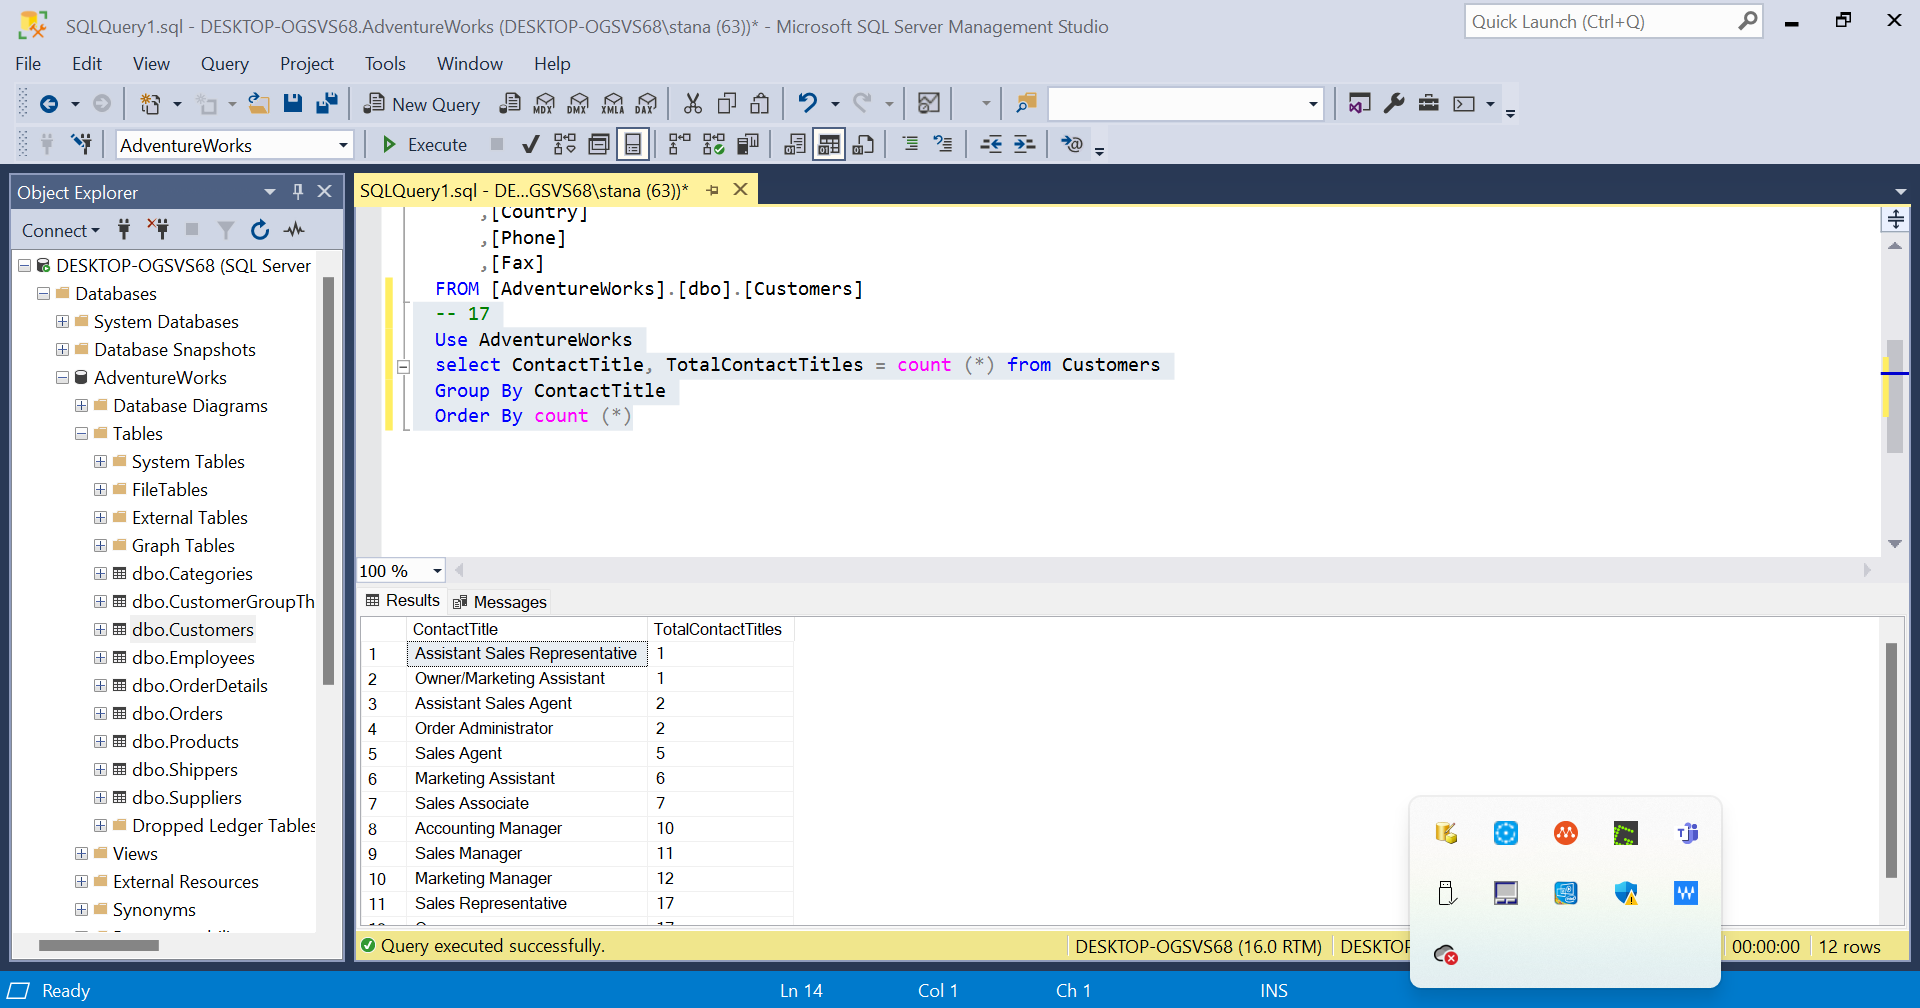 SQLQuery1.sql - DESKTOP-OGSVS68.AdventureWorks (DESKTOP-OGSVS68\stana (63))* - Microsoft SQL Server Management Studio
Quick Launch (Ctrl+Q)
File Edit View Query Project Tools Window Help
New Query
MDX DMX XMLA DAX
AdventureWorks
Execute
Object Explorer
Connect
DESKTOP-OGSVS68 (SQL Server
Databases
System Databases
Database Snapshots
AdventureWorks
Database Diagrams
Tables
System Tables
FileTables
External Tables
Graph Tables
dbo.Categories
dbo.CustomerGroupTh
dbo.Customers
dbo.Employees
dbo.OrderDetails
dbo.Orders
dbo.Products
dbo.Shippers
dbo.Suppliers
Dropped Ledger Tables
Views
External Resources
Synonyms
SQLQuery1.sql - DE...GSVS68\stana (63))*
,[Country]
,[Phone]
,[Fax]
FROM [AdventureWorks].[dbo].[Customers]
-- 17
Use AdventureWorks
select ContactTitle, TotalContactTitles = count (*) from Customers
Group By ContactTitle
Order By count (*)
100 %
Results Messages
ContactTitle TotalContactTitles
1 Assistant Sales Representative 1
2 Owner/Marketing Assistant 1
3 Assistant Sales Agent 2
4 Order Administrator 2
5 Sales Agent 5
6 Marketing Assistant 6
7 Sales Associate 7
8 Accounting Manager 10
9 Sales Manager 11
10 Marketing Manager 12
11 Sales Representative 17
Query executed successfully.
DESKTOP-OGSVS68 (16.0 RTM) DESKTOP 00:00:00 12 rows
Ready Ln 14 Col 1 Ch 1 INS